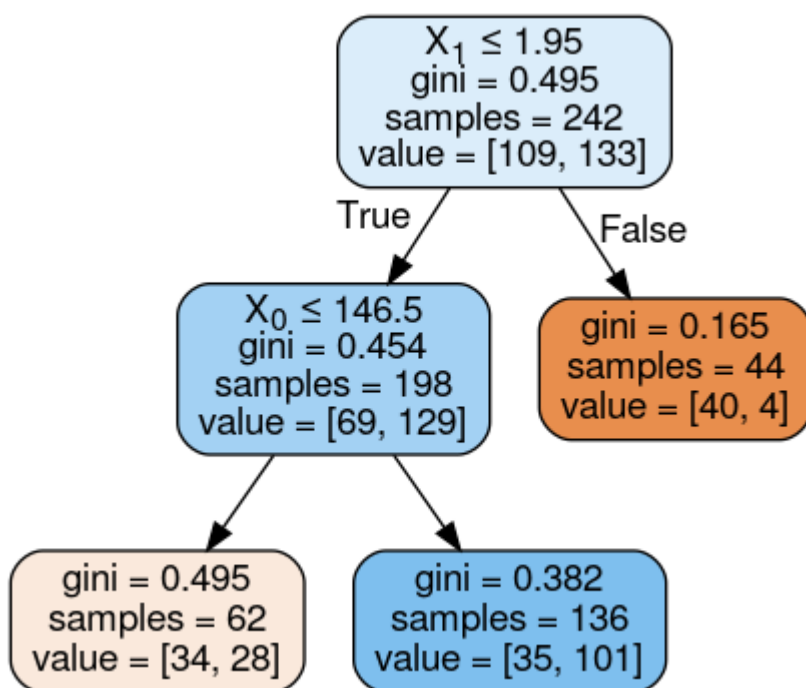 X₁ ≤ 1.95
gini = 0.495
samples = 242
value = [109, 133]
True
False
X₀ ≤ 146.5
gini = 0.454
samples = 198
value = [69, 129]
gini = 0.165
samples = 44
value = [40, 4]
gini = 0.495
samples = 62
value = [34, 28]
gini = 0.382
samples = 136
value = [35, 101]